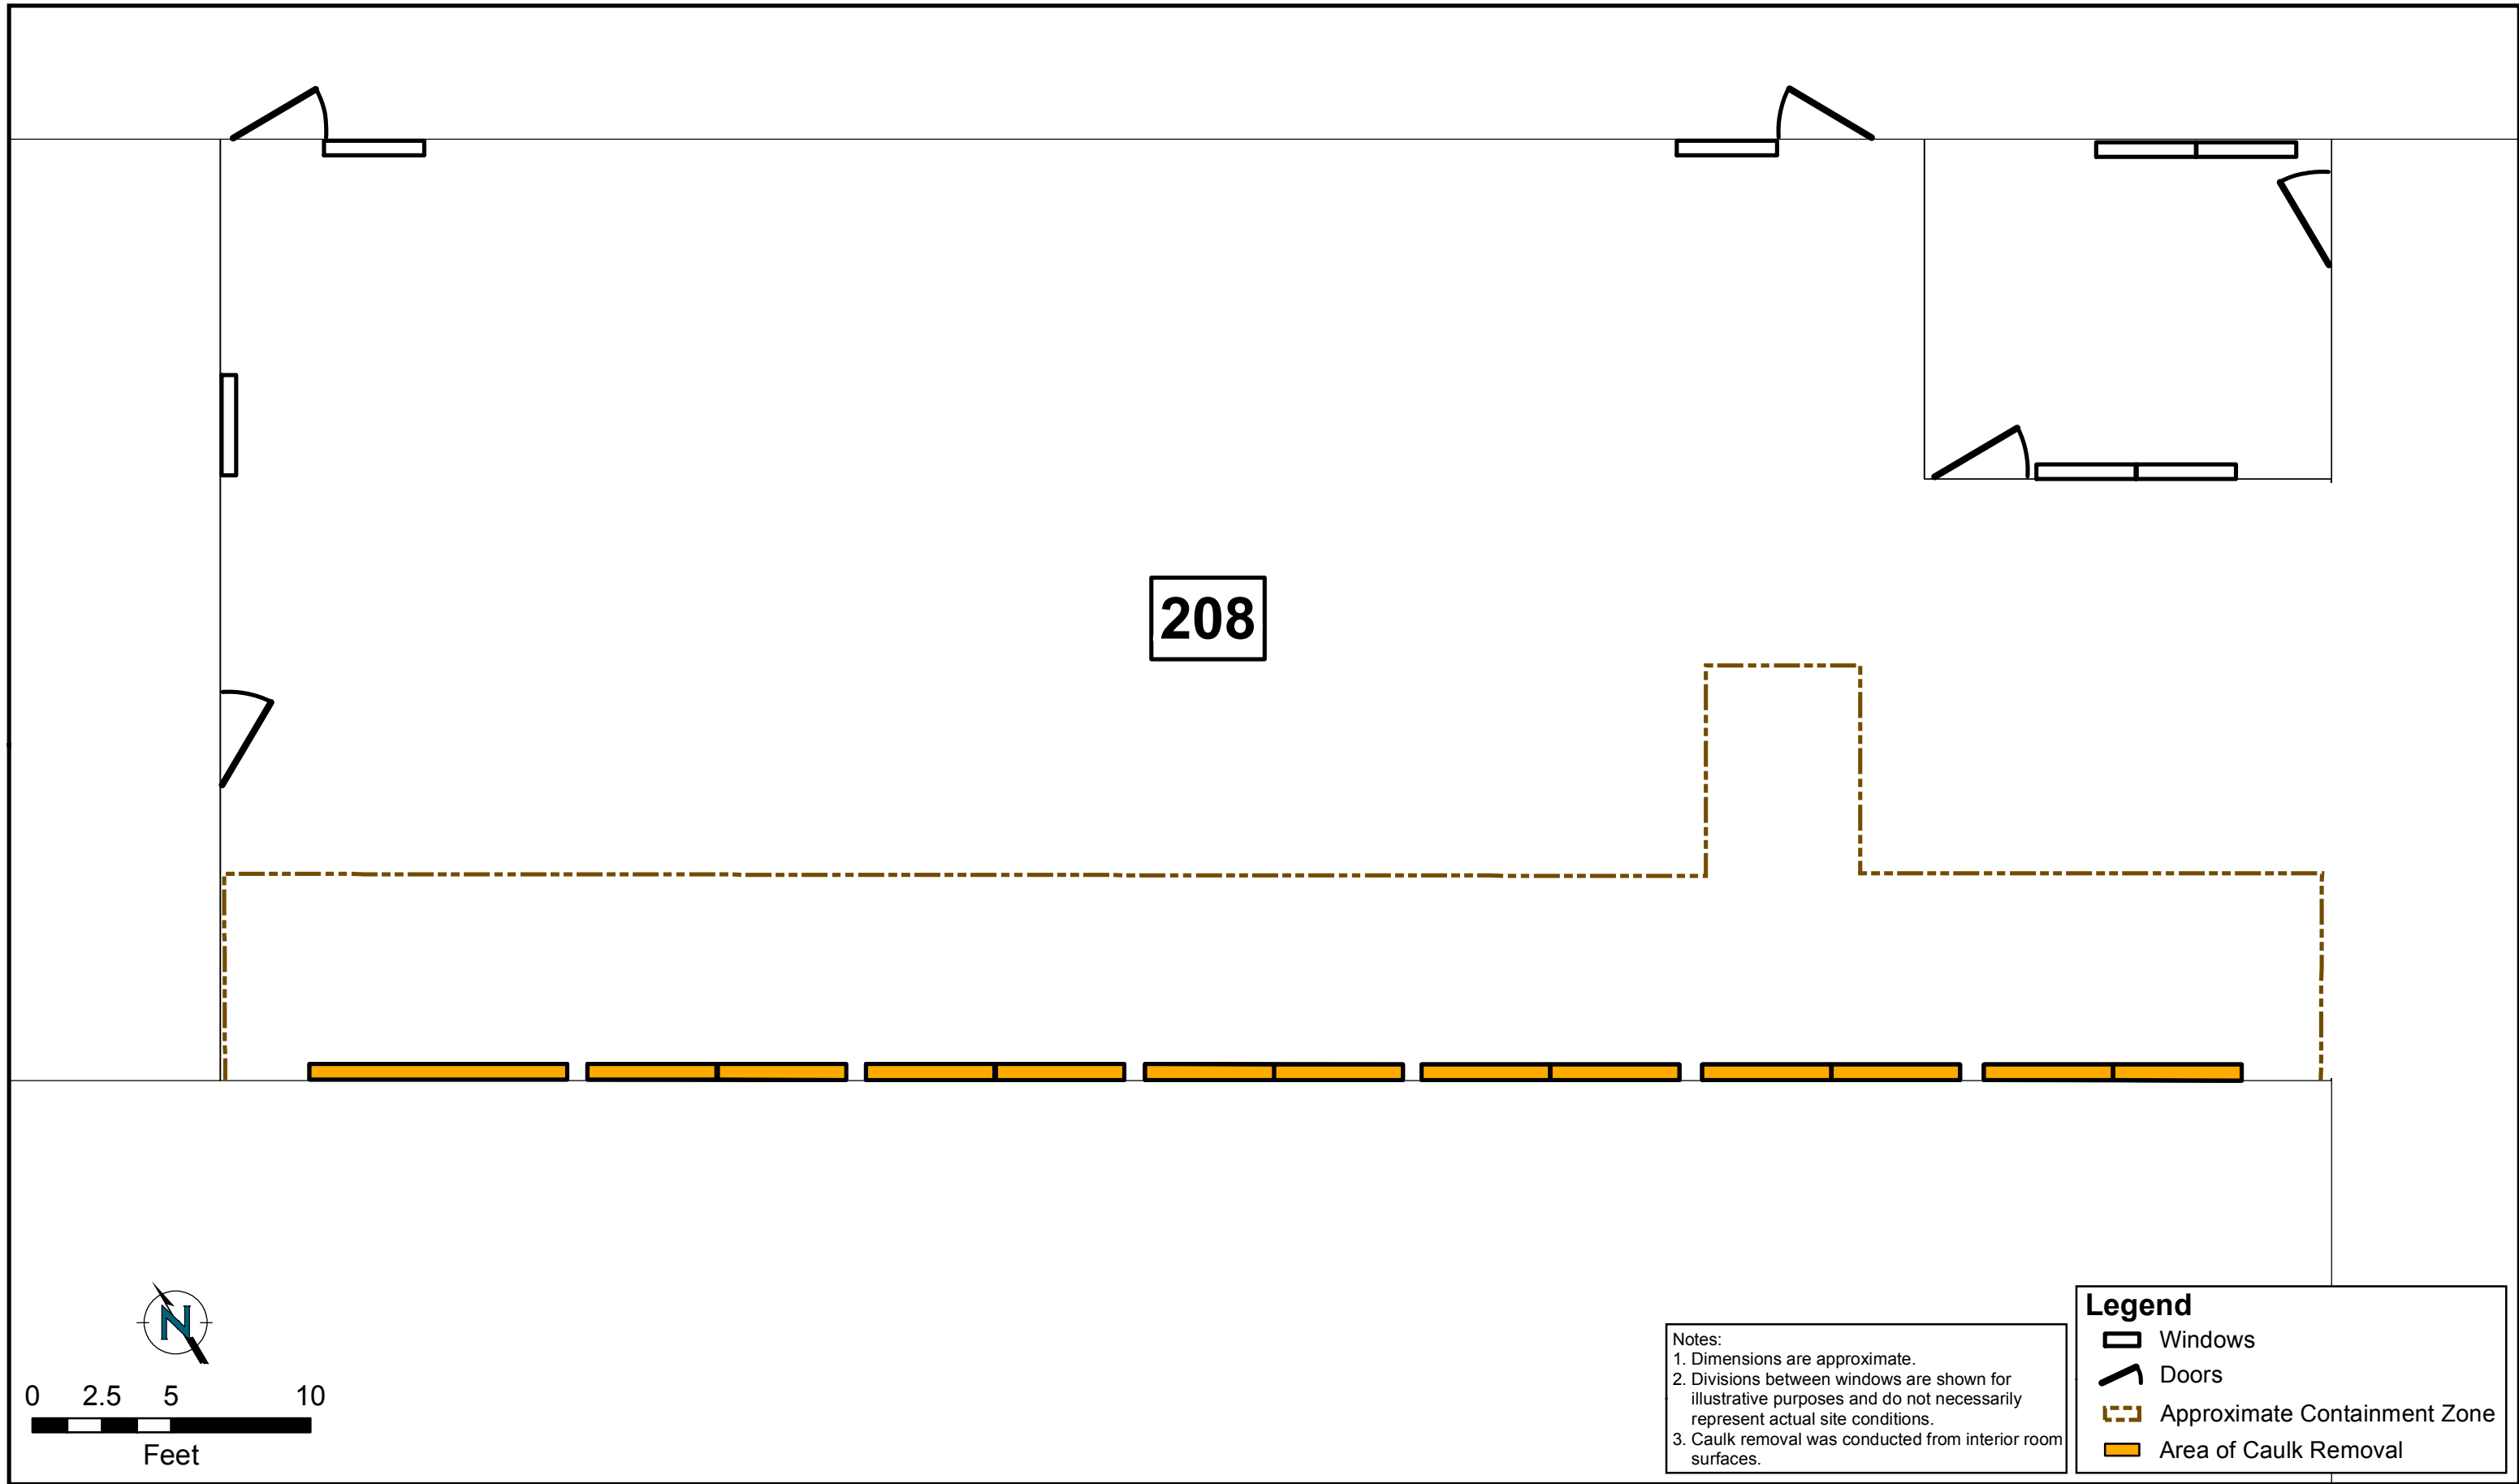 208
N
0 2.5 5 10
Feet
Notes:
1. Dimensions are approximate.
2. Divisions between windows are shown for
illustrative purposes and do not necessarily
represent actual site conditions.
3. Caulk removal was conducted from interior room
surfaces.
Legend
Windows
Doors
Approximate Containment Zone
Area of Caulk Removal